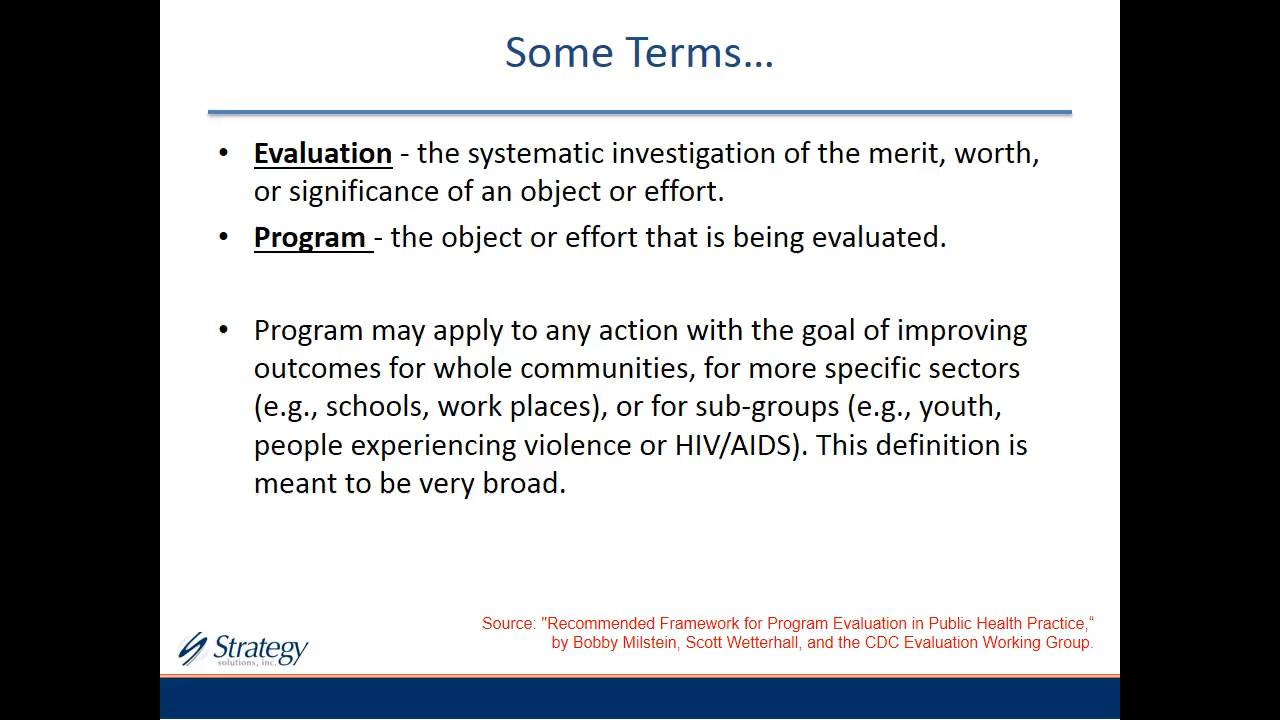 Some Terms...
• Evaluation - the systematic investigation of the merit, worth,
or significance of an object or effort.
• Program - the object or effort that is being evaluated.
• Program may apply to any action with the goal of improving
outcomes for whole communities, for more specific sectors
(e.g., schools, work places), or for sub-groups (e.g., youth,
people experiencing violence or HIV/AIDS). This definition is
meant to be very broad.
Source: "Recommended Framework for Program Evaluation in Public Health Practice,“
by Bobby Milstein, Scott Wetterhall, and the CDC Evaluation Working Group.
Strategy
solutions, inc.